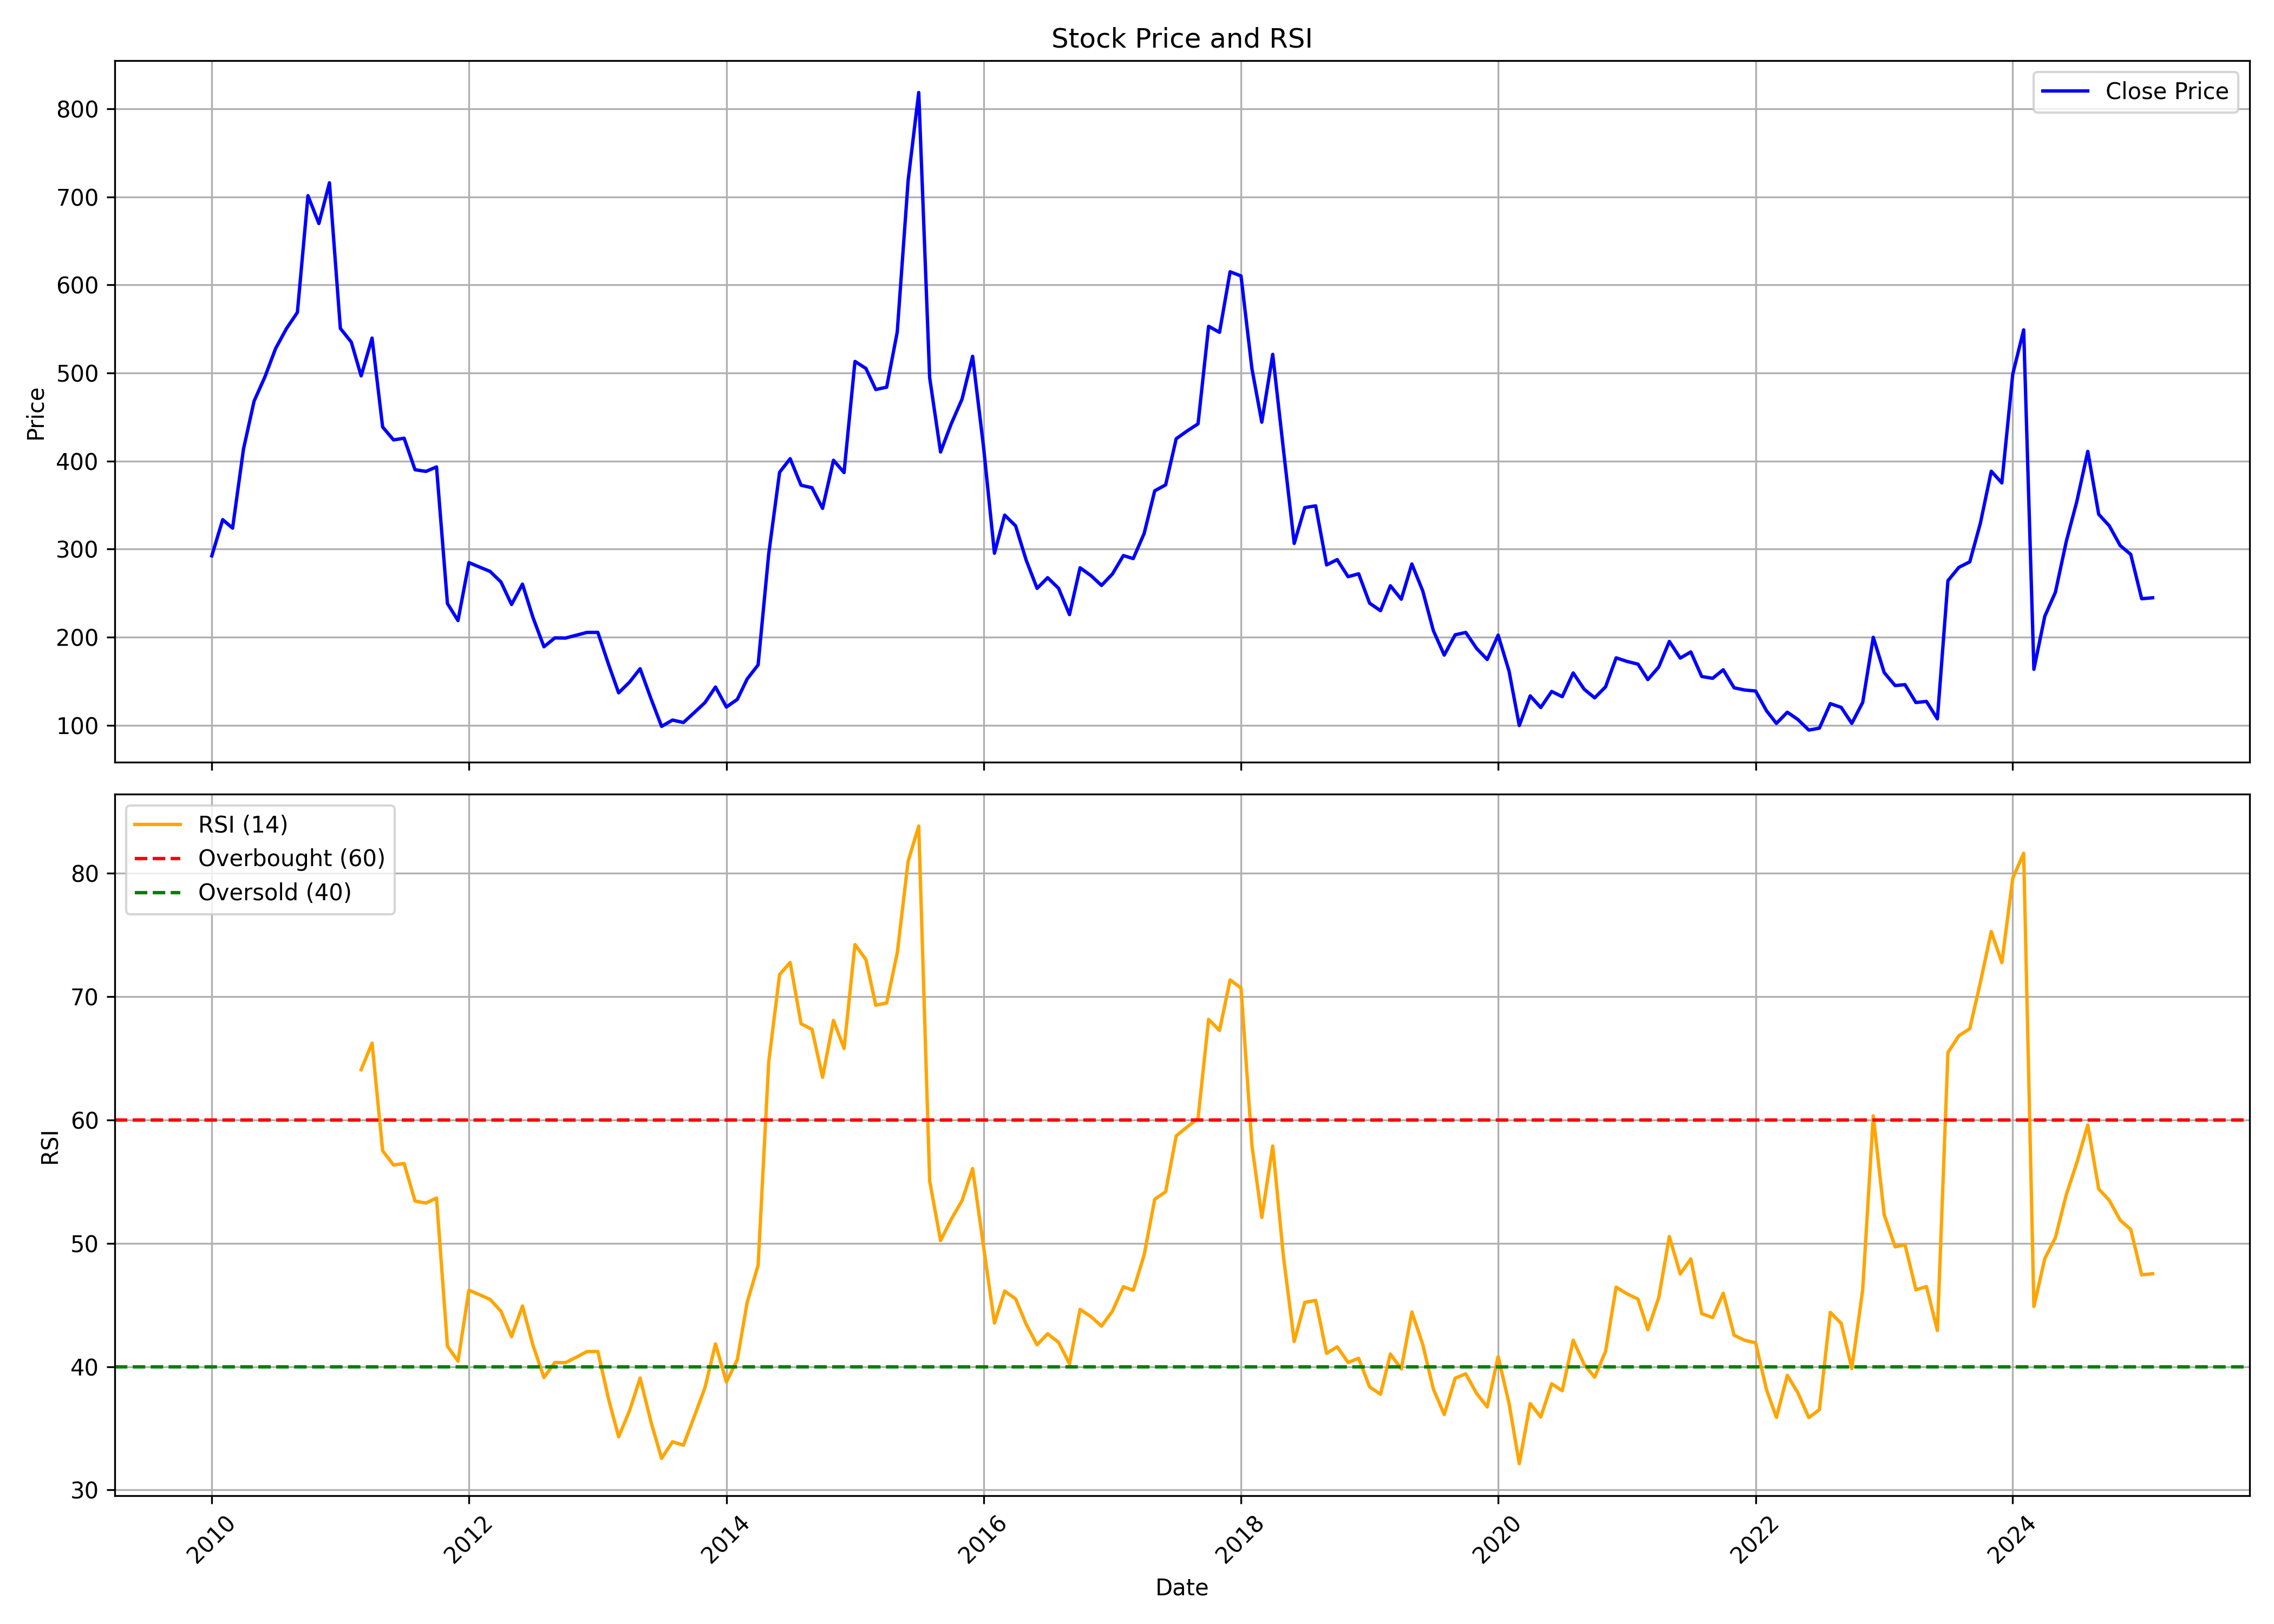 Stock Price and RSI
Close Price
800
700
600
500
400
300
200
100
Price
RSI (14)
Overbought (60)
Oversold (40)
80
70
60
50
40
30
RSI
2010
2012
2014
2016
2018
2020
2022
2024
Date